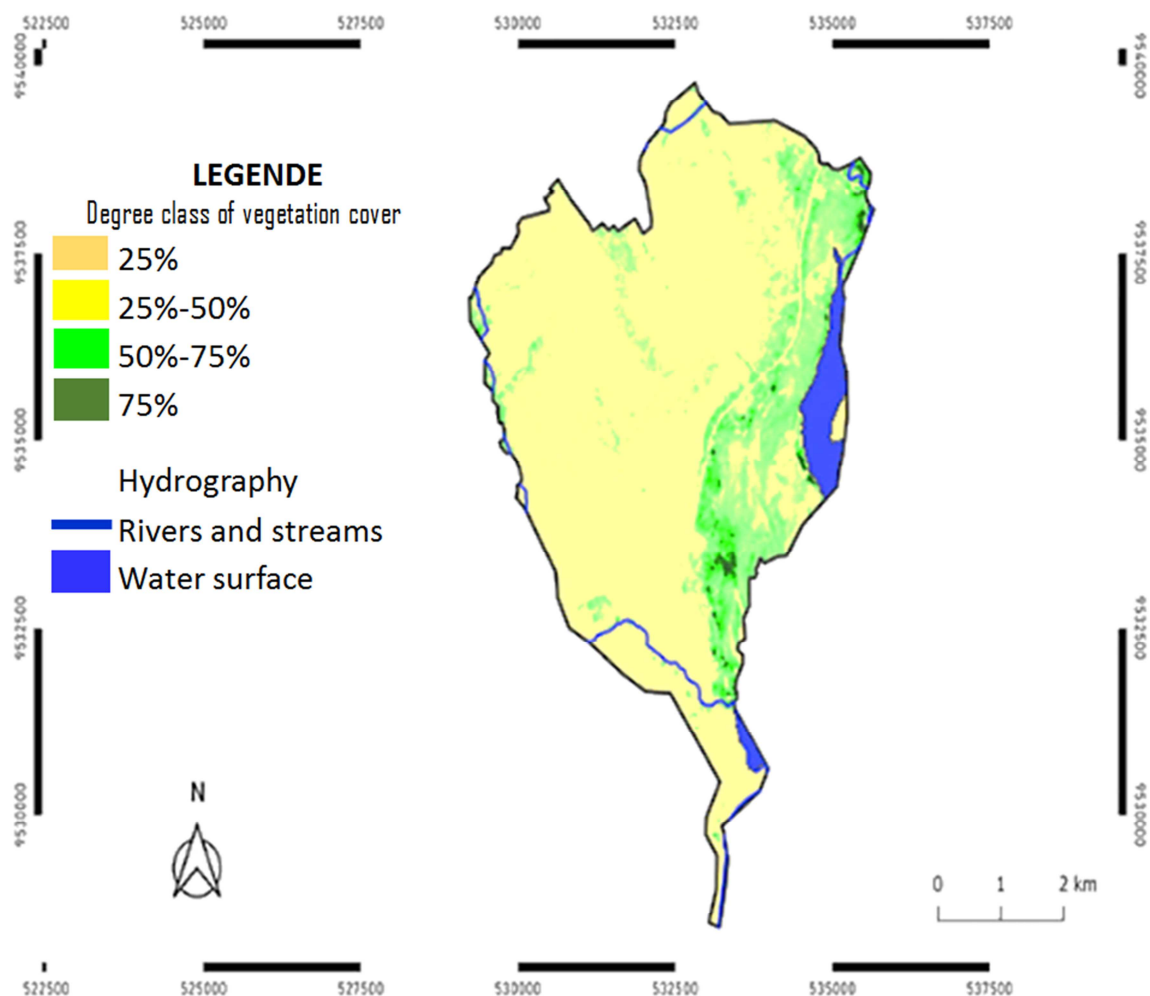 522500 525000 527500 530000 532500 535000 537500
9540000 9540000
LEGENDE
Degree class of vegetation cover
25%
25%-50%
50%-75%
75%
Hydrography
Rivers and streams
Water surface
9537500 9537500
9535000 9535000
9532500 9532500
9530000 9530000
N
0 1 2 km
522500 525000 527500 530000 532500 535000 537500